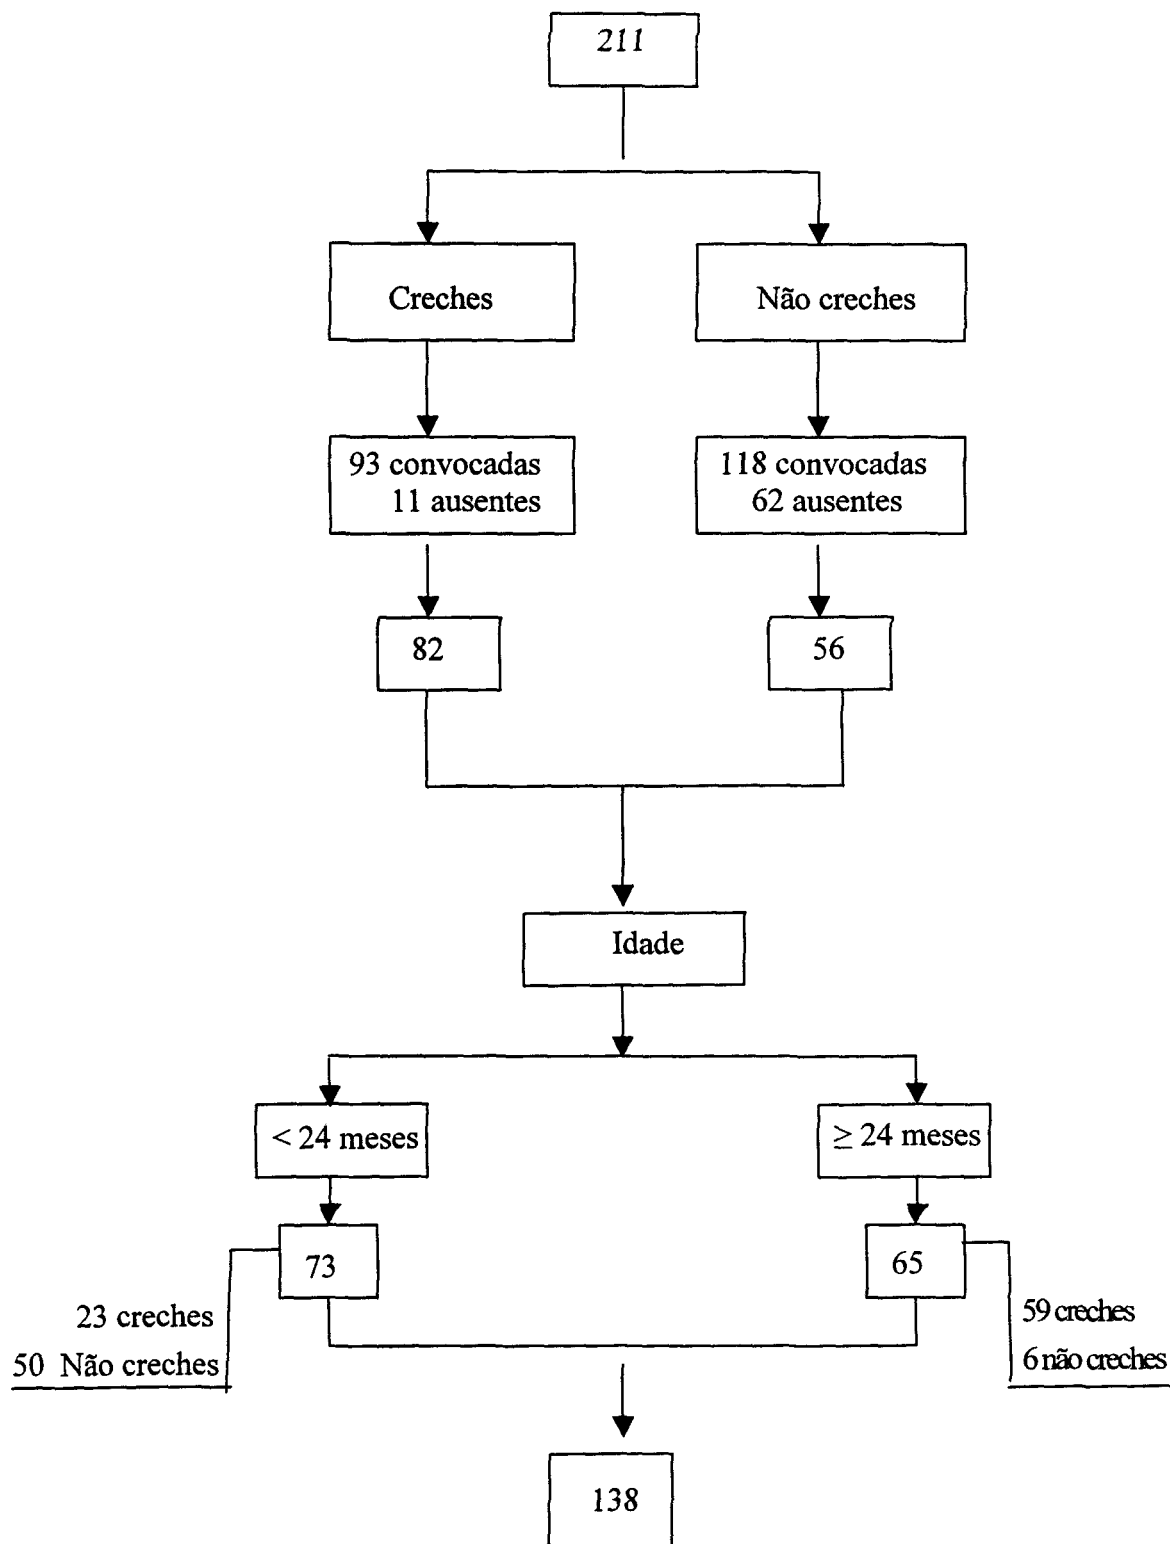 211
Creches
Não creches
93 convocadas
11 ausentes
118 convocadas
62 ausentes
82
56
Idade
< 24 meses
≥ 24 meses
73
65
23 creches
50 Não creches
59 creches
6 não creches
138